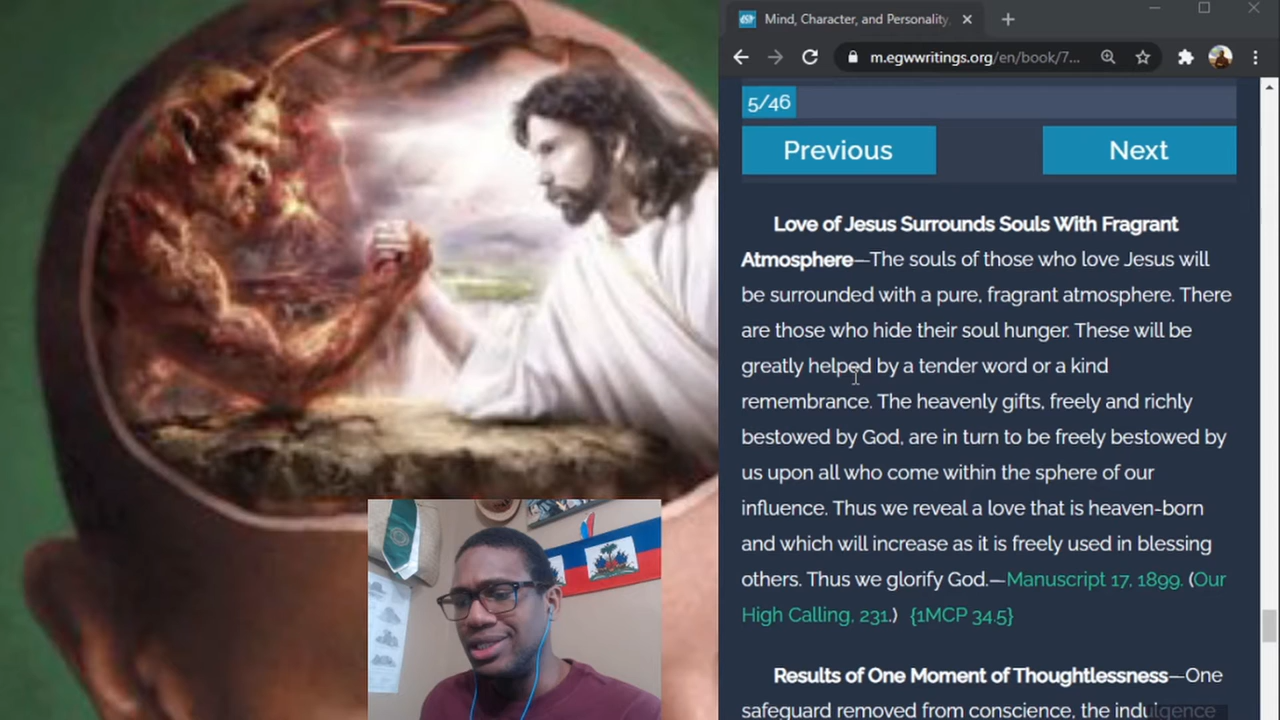 Mind, Character, and Personality
m.egwwritings.org/en/book/7...
5/46
Previous
Next
Love of Jesus Surrounds Souls With Fragrant
Atmosphere—The souls of those who love Jesus will
be surrounded with a pure, fragrant atmosphere. There
are those who hide their soul hunger. These will be
greatly helped by a tender word or a kind
remembrance. The heavenly gifts, freely and richly
bestowed by God, are in turn to be freely bestowed by
us upon all who come within the sphere of our
influence. Thus we reveal a love that is heaven-born
and which will increase as it is freely used in blessing
others. Thus we glorify God.—Manuscript 17, 1899. (Our
High Calling, 231.) {1MCP 34.5}
Results of One Moment of Thoughtlessness—One
safeguard removed from conscience, the indulgence